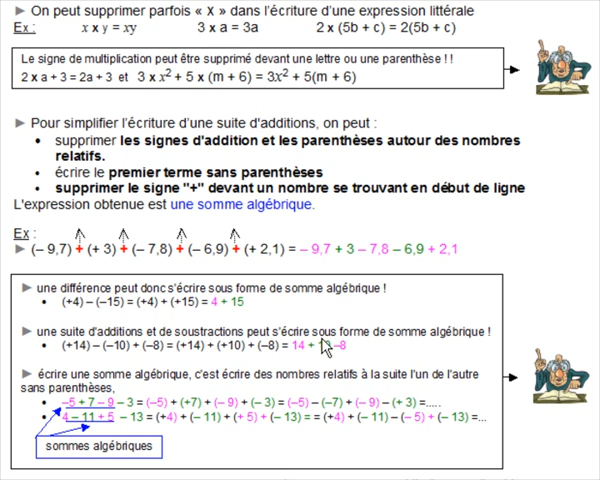 ► On peut supprimer parfois « x » dans l'écriture d'une expression littérale
Ex : x x y = xy 3 x a = 3a 2 x (5b + c) = 2(5b + c)
Le signe de multiplication peut être supprimé devant une lettre ou une parenthèse ! !
2 x a + 3 = 2a + 3 et 3 x x² + 5 x (m + 6) = 3x² + 5(m + 6)
► Pour simplifier l'écriture d'une suite d'additions, on peut :
• supprimer les signes d'addition et les parenthèses autour des nombres
relatifs.
• écrire le premier terme sans parenthèses
• supprimer le signe "+" devant un nombre se trouvant en début de ligne
L'expression obtenue est une somme algébrique.
Ex :
► (– 9,7) + (+ 3) + (– 7,8) + (– 6,9) + (+ 2,1) = – 9,7 + 3 – 7,8 – 6,9 + 2,1
► une différence peut donc s'écrire sous forme de somme algébrique !
• (+4) – (–15) = (+4) + (+15) = 4 + 15
► une suite d'additions et de soustractions peut s'écrire sous forme de somme algébrique !
• (+14) – (–10) + (–8) = (+14) + (+10) + (–8) = 14 + –8
► écrire une somme algébrique, c'est écrire des nombres relatifs à la suite l'un de l'autre
sans parenthèses,
• –5 + 7 – 9 – 3 = (–5) + (+7) + (– 9) + (– 3) = (–5) – (–7) + (– 9) – (+ 3) =.....
• 4 – 11 + 5 – 13 = (+4) + (– 11) + (+ 5) + (– 13) = = (+4) + (– 11) – (– 5) + (– 13) =...
sommes algébriques